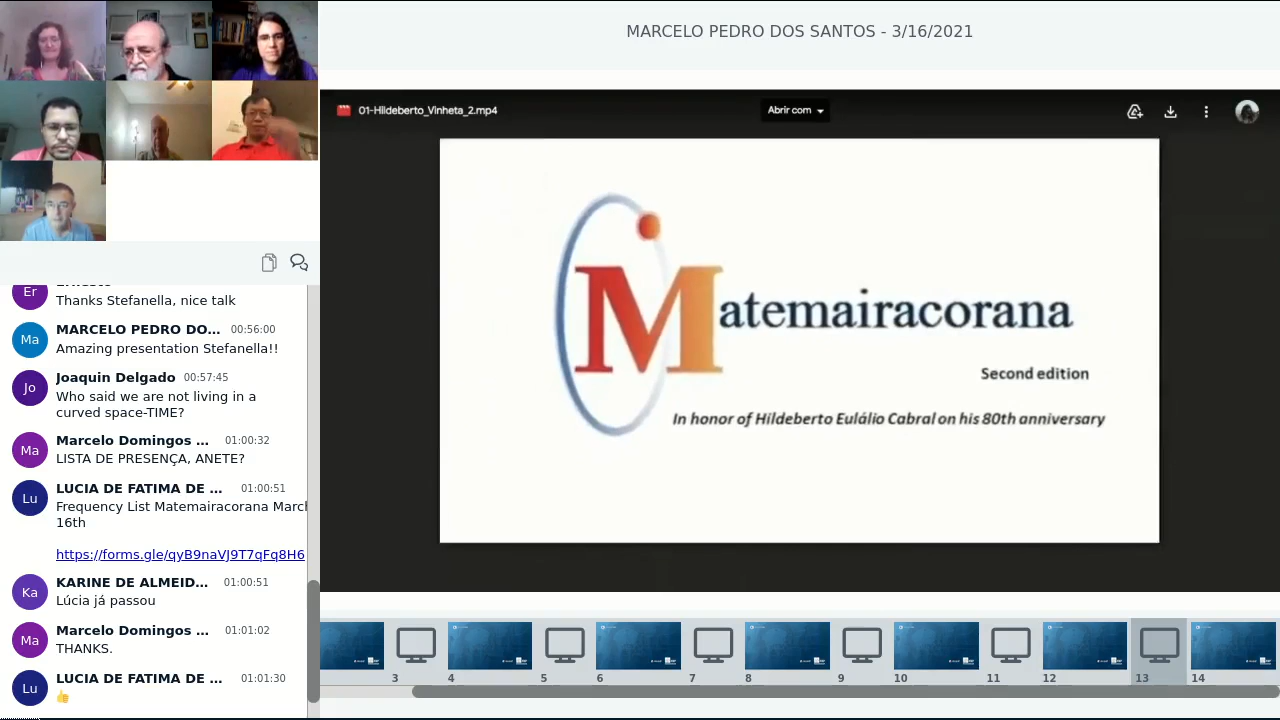 MARCELO PEDRO DOS SANTOS - 3/16/2021
01-Hildeberto_Vinheta_2.mp4
Abrir com
Matemairacorana
Second edition
In honor of Hildeberto Eulálio Cabral on his 80th anniversary
Er
Ernesto
Thanks Stefanella, nice talk
Ma
MARCELO PEDRO DO... 00:56:00
Amazing presentation Stefanella!!
Jo
Joaquin Delgado 00:57:45
Who said we are not living in a
curved space-TIME?
Ma
Marcelo Domingos ... 01:00:32
LISTA DE PRESENÇA, ANETE?
Lu
LUCIA DE FATIMA DE ... 01:00:51
Frequency List Matemairacorana March
16th
https://forms.gle/qyB9naVJ9T7qFq8H6
Ka
KARINE DE ALMEID... 01:00:51
Lúcia já passou
Ma
Marcelo Domingos ... 01:01:02
THANKS.
Lu
LUCIA DE FATIMA DE ... 01:01:30
👍
3 4 5 6 7 8 9 10 11 12 13 14